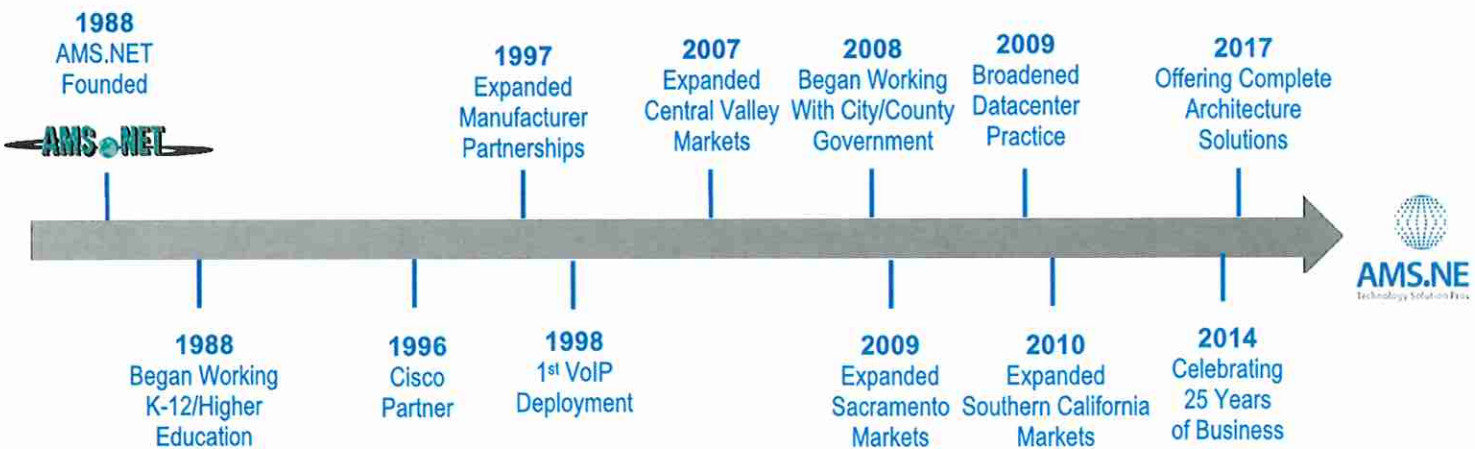 1988
AMS.NET
Founded
AMS.NET
1997
Expanded
Manufacturer
Partnerships
2007
Expanded
Central Valley
Markets
2008
Began Working
With City/County
Government
2009
Broadened
Datacenter
Practice
2017
Offering Complete
Architecture
Solutions
AMS.NE
Technology Solution Prov
1988
Began Working
K-12/Higher
Education
1996
Cisco
Partner
1998
1st VoIP
Deployment
2009
Expanded
Sacramento
Markets
2010
Expanded
Southern California
Markets
2014
Celebrating
25 Years
of Business